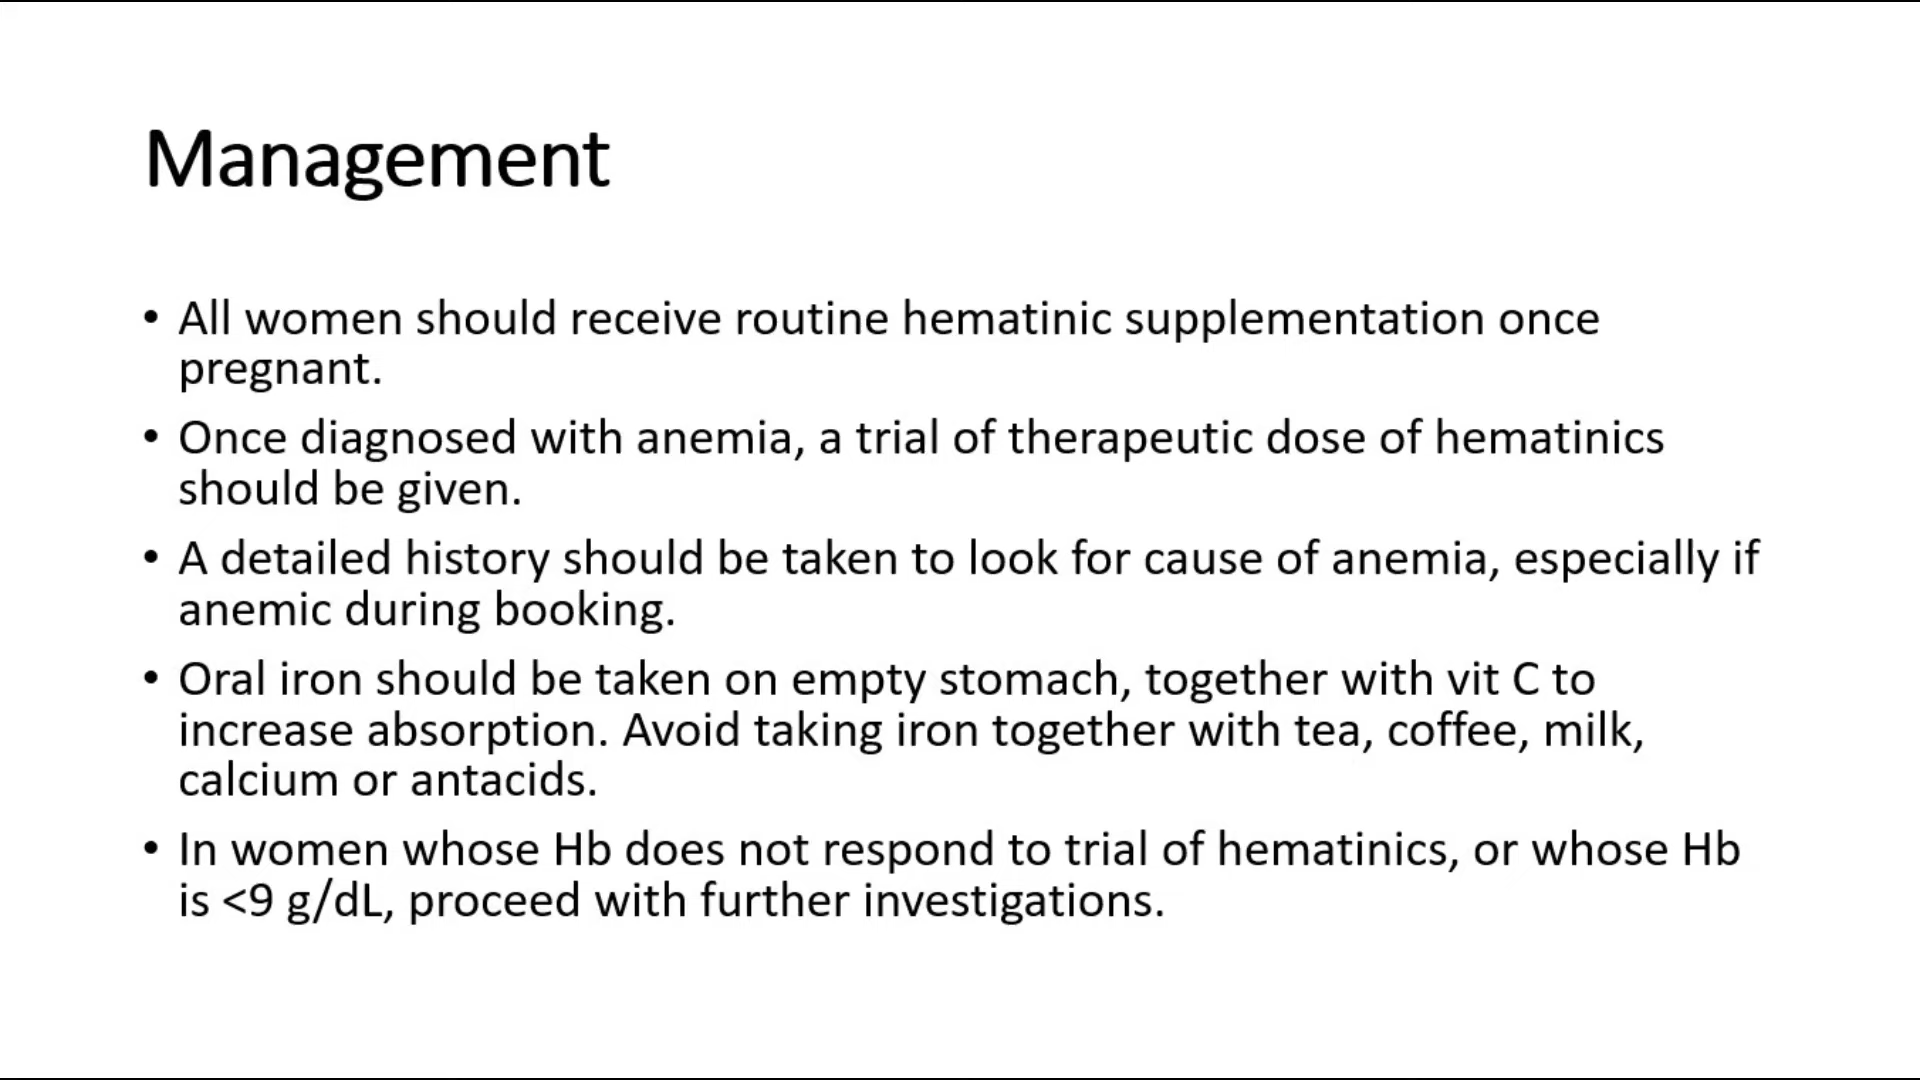 Management
• All women should receive routine hematinic supplementation once
pregnant.
• Once diagnosed with anemia, a trial of therapeutic dose of hematinics
should be given.
• A detailed history should be taken to look for cause of anemia, especially if
anemic during booking.
• Oral iron should be taken on empty stomach, together with vit C to
increase absorption. Avoid taking iron together with tea, coffee, milk,
calcium or antacids.
• In women whose Hb does not respond to trial of hematinics, or whose Hb
is <9 g/dL, proceed with further investigations.